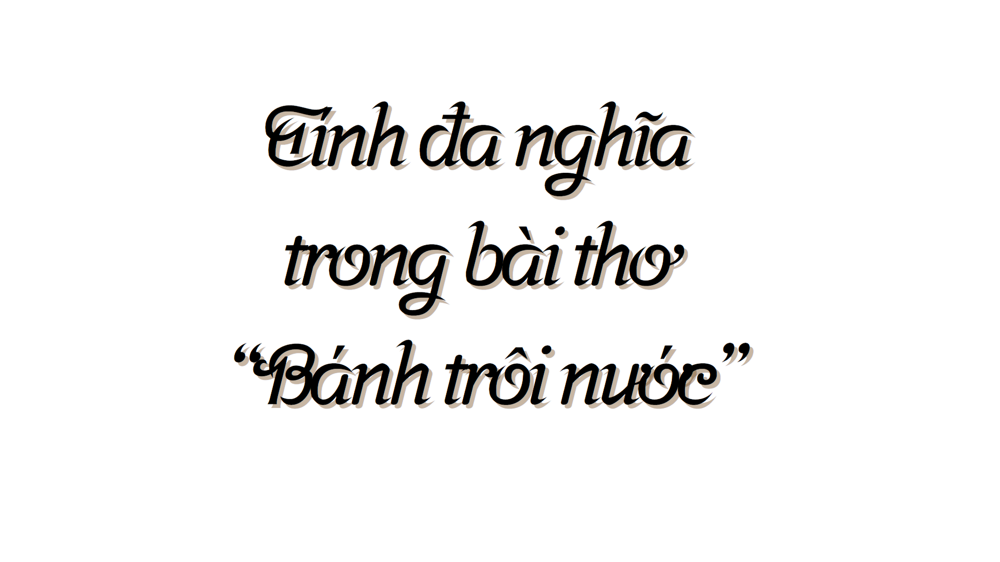 Tính đa nghĩa
trong bài thơ
“Bánh trôi nước”